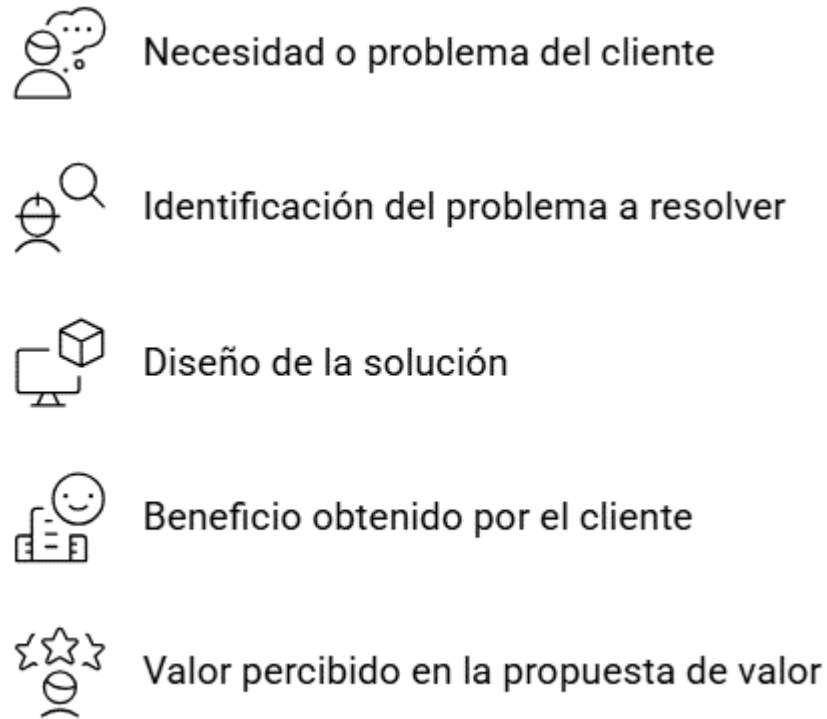 Necesidad o problema del cliente
Identificación del problema a resolver
Diseño de la solución
Beneficio obtenido por el cliente
Valor percibido en la propuesta de valor